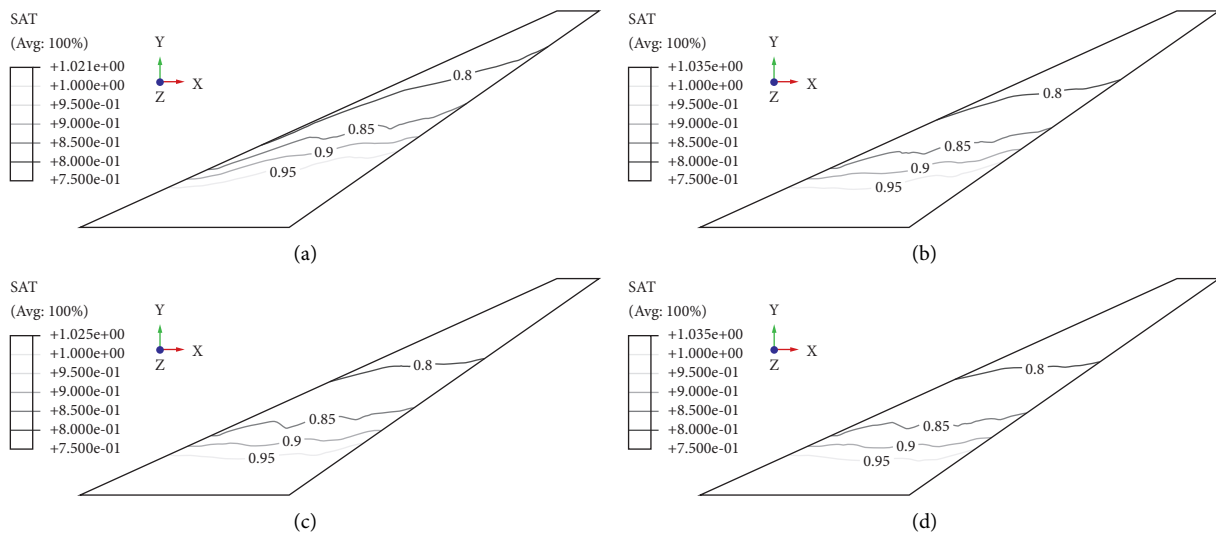 SAT
(Avg: 100%)
+1.021e+00
+1.000e+00
+9.500e-01
+9.000e-01
+8.500e-01
+8.000e-01
+7.500e-01
Y
X
Z
0.8
0.85
0.9
0.95
(a)
SAT
(Avg: 100%)
+1.035e+00
+1.000e+00
+9.500e-01
+9.000e-01
+8.500e-01
+8.000e-01
+7.500e-01
Y
X
Z
0.8
0.85
0.9
0.95
(b)
SAT
(Avg: 100%)
+1.025e+00
+1.000e+00
+9.500e-01
+9.000e-01
+8.500e-01
+8.000e-01
+7.500e-01
Y
X
Z
0.8
0.85
0.9
0.95
(c)
SAT
(Avg: 100%)
+1.035e+00
+1.000e+00
+9.500e-01
+9.000e-01
+8.500e-01
+8.000e-01
+7.500e-01
Y
X
Z
0.8
0.85
0.9
0.95
(d)